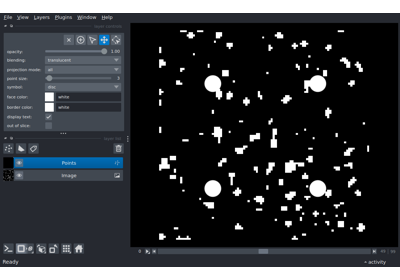 File View Layers Plugins Window Help
opacity: 1.00
blending: translucent
projection mode: all
point size: 3
symbol: disc
face color: white
border color: white
display text:
out of slice:
Points
Image
Ready
activity